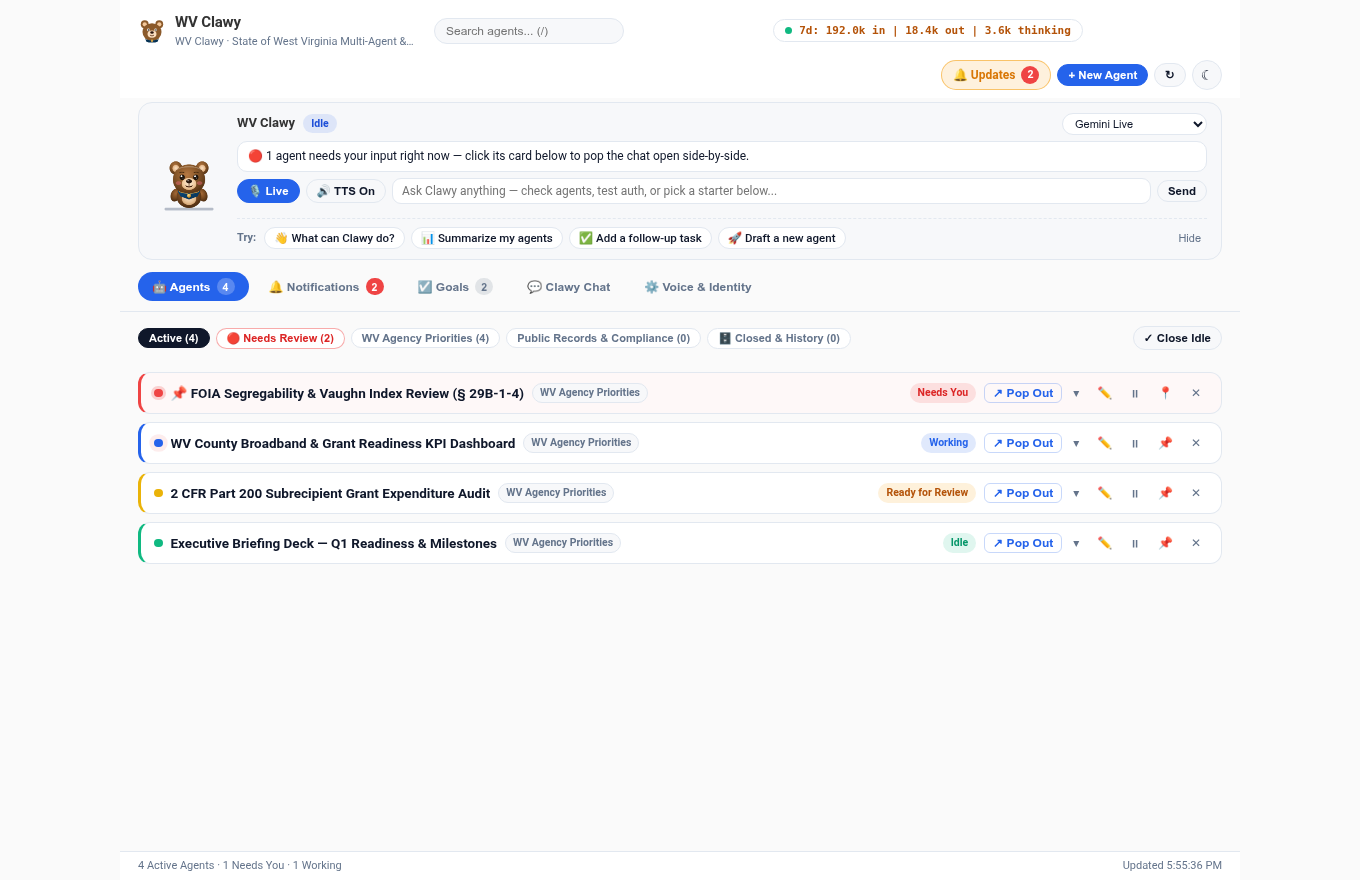 WV Clawy
WV Clawy · State of West Virginia Multi-Agent &...
Search agents... (/)
7d: 192.0k in | 18.4k out | 3.6k thinking
🔔 Updates 2
+ New Agent
↻
☾
WV Clawy Idle
Gemini Live
🔴 1 agent needs your input right now — click its card below to pop the chat open side-by-side.
🎙️ Live
🔊 TTS On
Ask Clawy anything — check agents, test auth, or pick a starter below...
Send
Try:
👋 What can Clawy do?
📊 Summarize my agents
✅ Add a follow-up task
🚀 Draft a new agent
Hide
🤖 Agents 4
🔔 Notifications 2
☑️ Goals 2
💬 Clawy Chat
⚙️ Voice & Identity
Active (4)
🔴 Needs Review (2)
WV Agency Priorities (4)
Public Records & Compliance (0)
🗄️ Closed & History (0)
✓ Close Idle
📌 FOIA Segregability & Vaughn Index Review (§ 29B-1-4) WV Agency Priorities Needs You ↗ Pop Out ▾ ✏️ ⏸ 📍 ✕
WV County Broadband & Grant Readiness KPI Dashboard WV Agency Priorities Working ↗ Pop Out ▾ ✏️ ⏸ 📌 ✕
2 CFR Part 200 Subrecipient Grant Expenditure Audit WV Agency Priorities Ready for Review ↗ Pop Out ▾ ✏️ ⏸ 📌 ✕
Executive Briefing Deck — Q1 Readiness & Milestones WV Agency Priorities Idle ↗ Pop Out ▾ ✏️ ⏸ 📌 ✕
4 Active Agents · 1 Needs You · 1 Working
Updated 5:55:36 PM